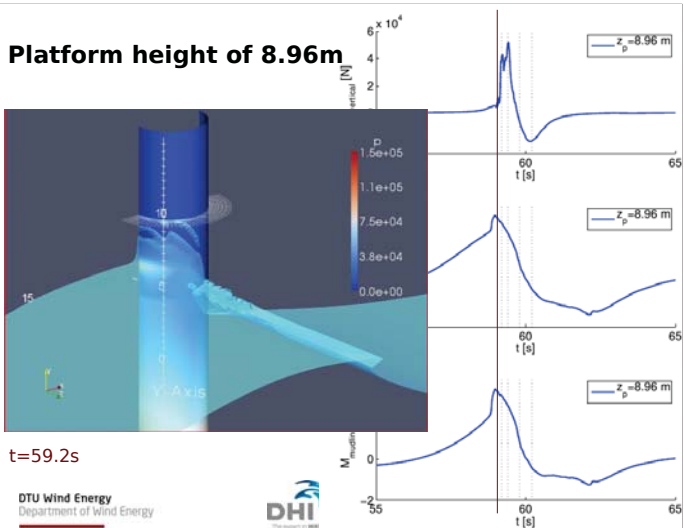 Platform height of 8.96m
6 x 10^4
4
2
vertical [N]
z_p=8.96 m
60
65
t [s]
p
1.5e+05
1.1e+05
7.5e+04
3.8e+04
0.0e+00
10
15
Y-Axis
z_p=8.96 m
60
65
t [s]
z_p=8.96 m
M_mudline
0
-2
55
60
65
t [s]
t=59.2s
DTU Wind Energy
Department of Wind Energy
DHI